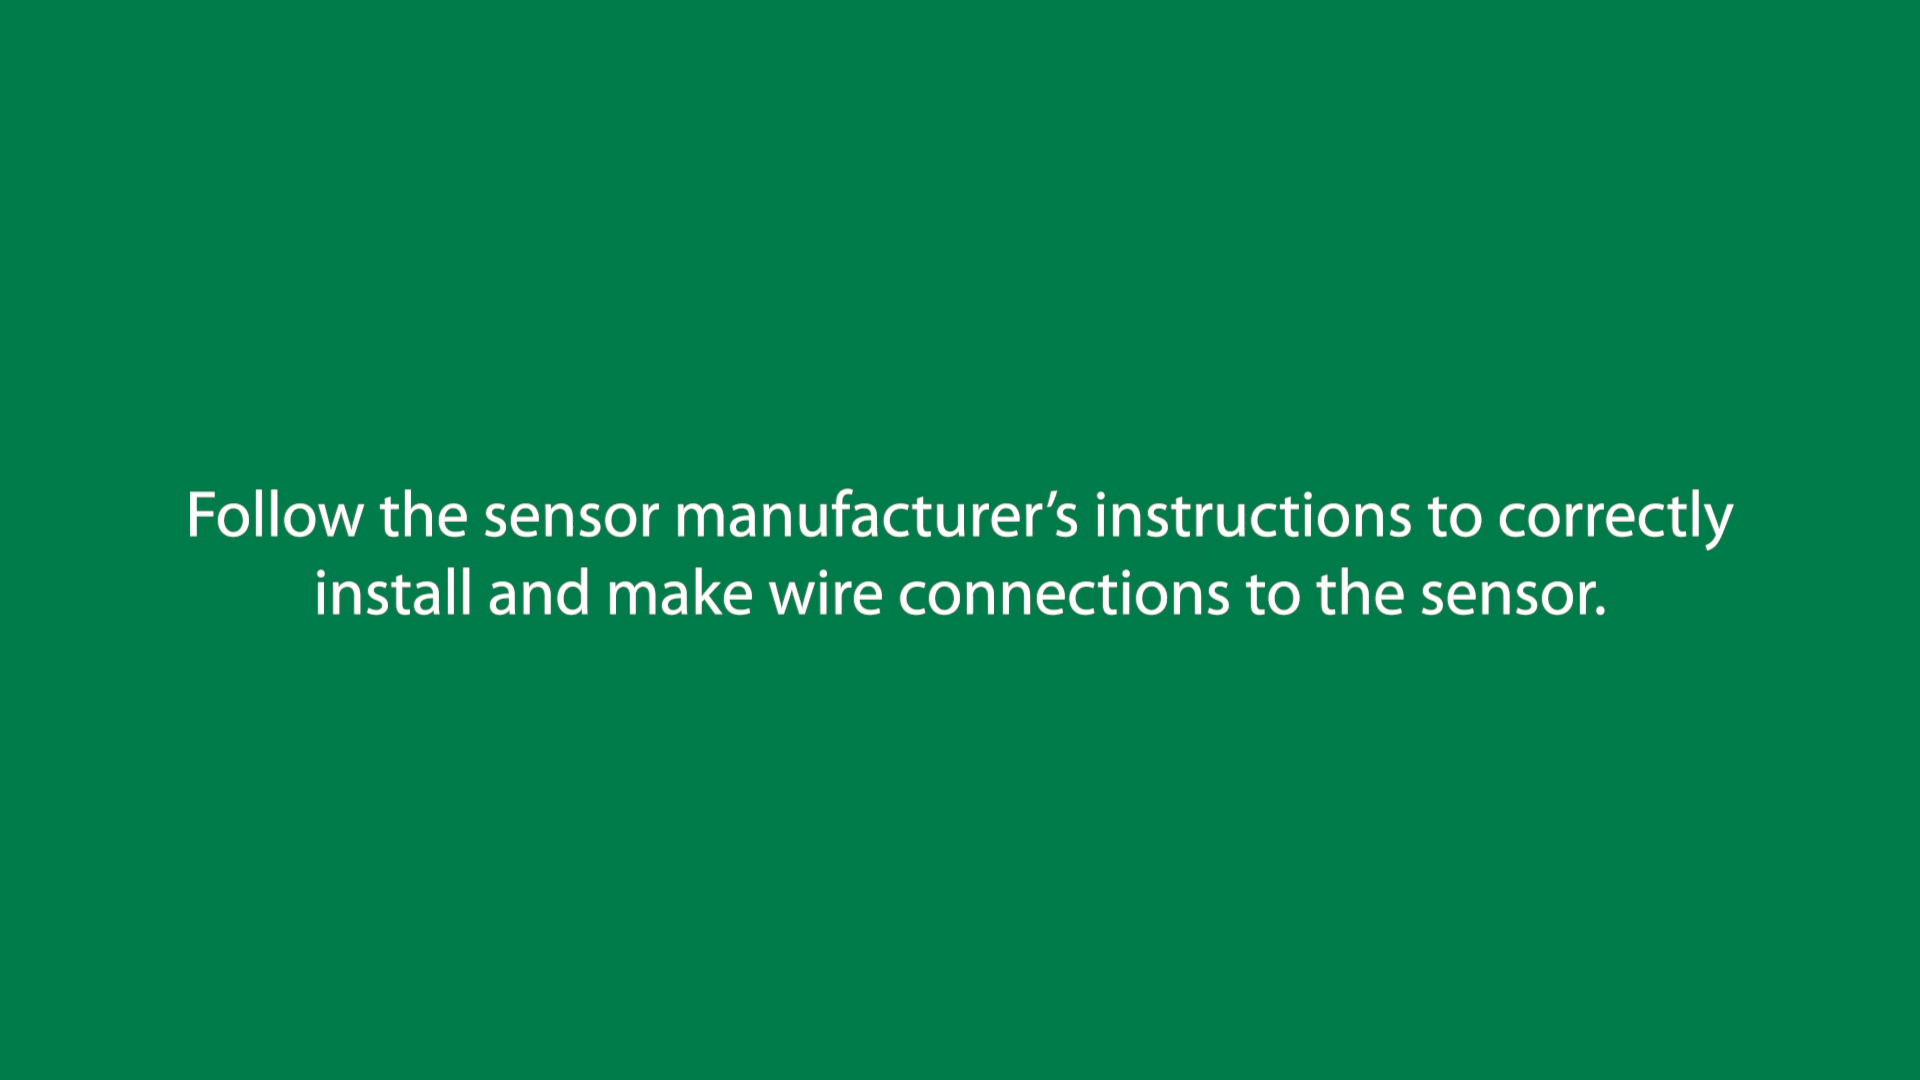 Follow the sensor manufacturer’s instructions to correctly
install and make wire connections to the sensor.